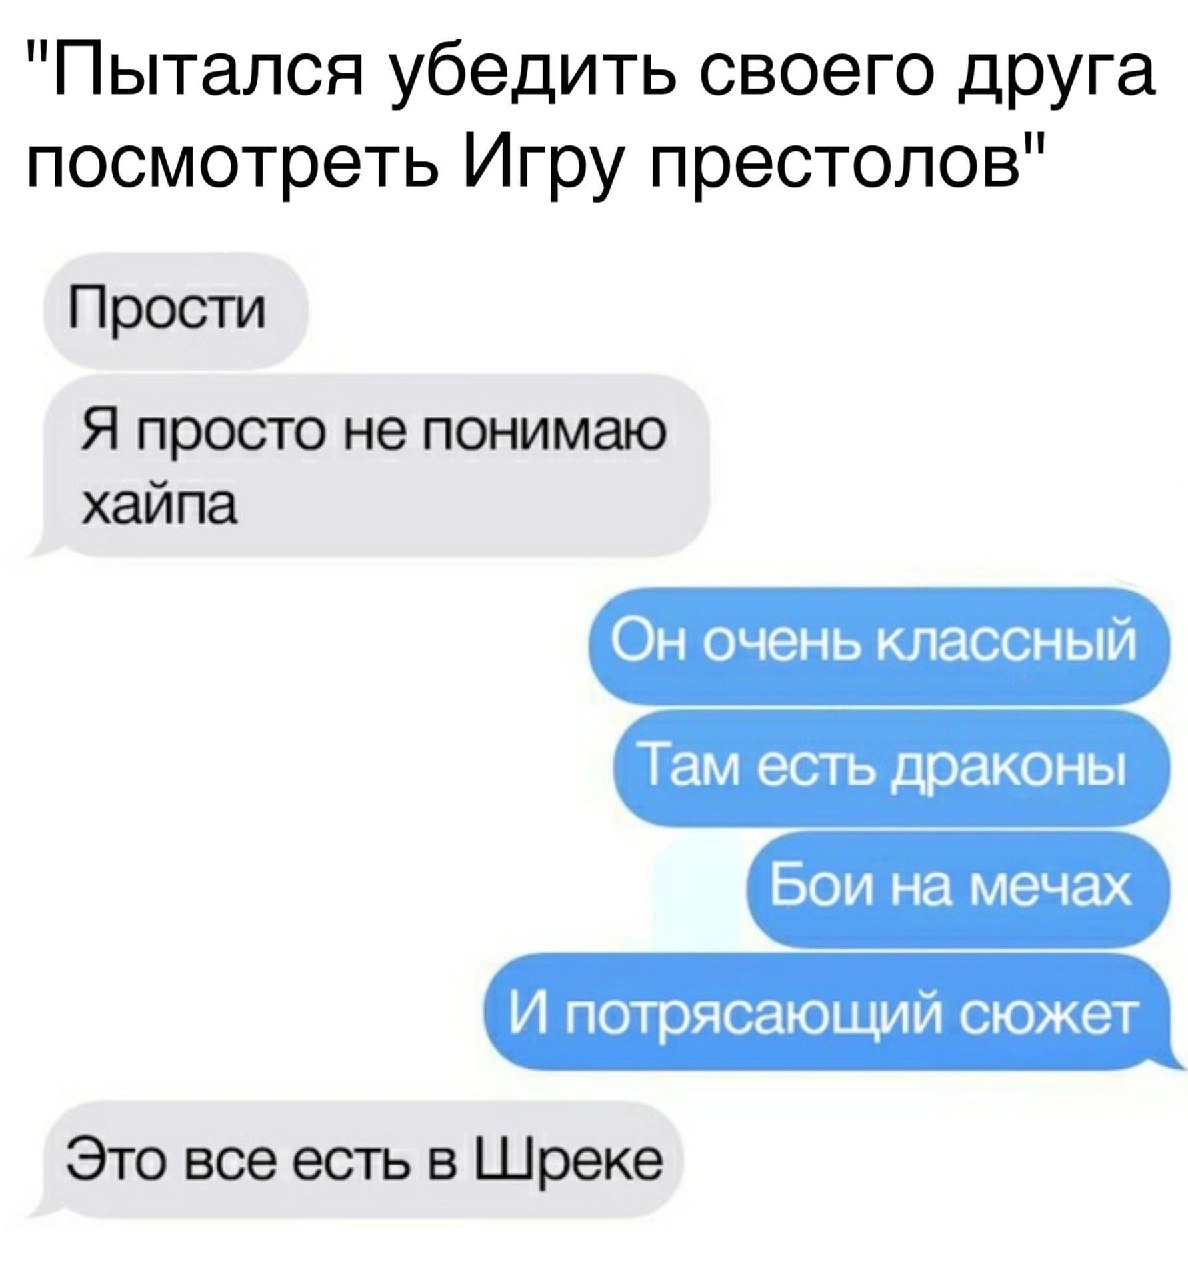 "Пытался убедить своего друга
посмотреть Игру престолов"
Прости
Я просто не понимаю
хайпа
Он очень классный
Там есть драконы
Бои на мечах
И потрясающий сюжет
Это все есть в Шреке